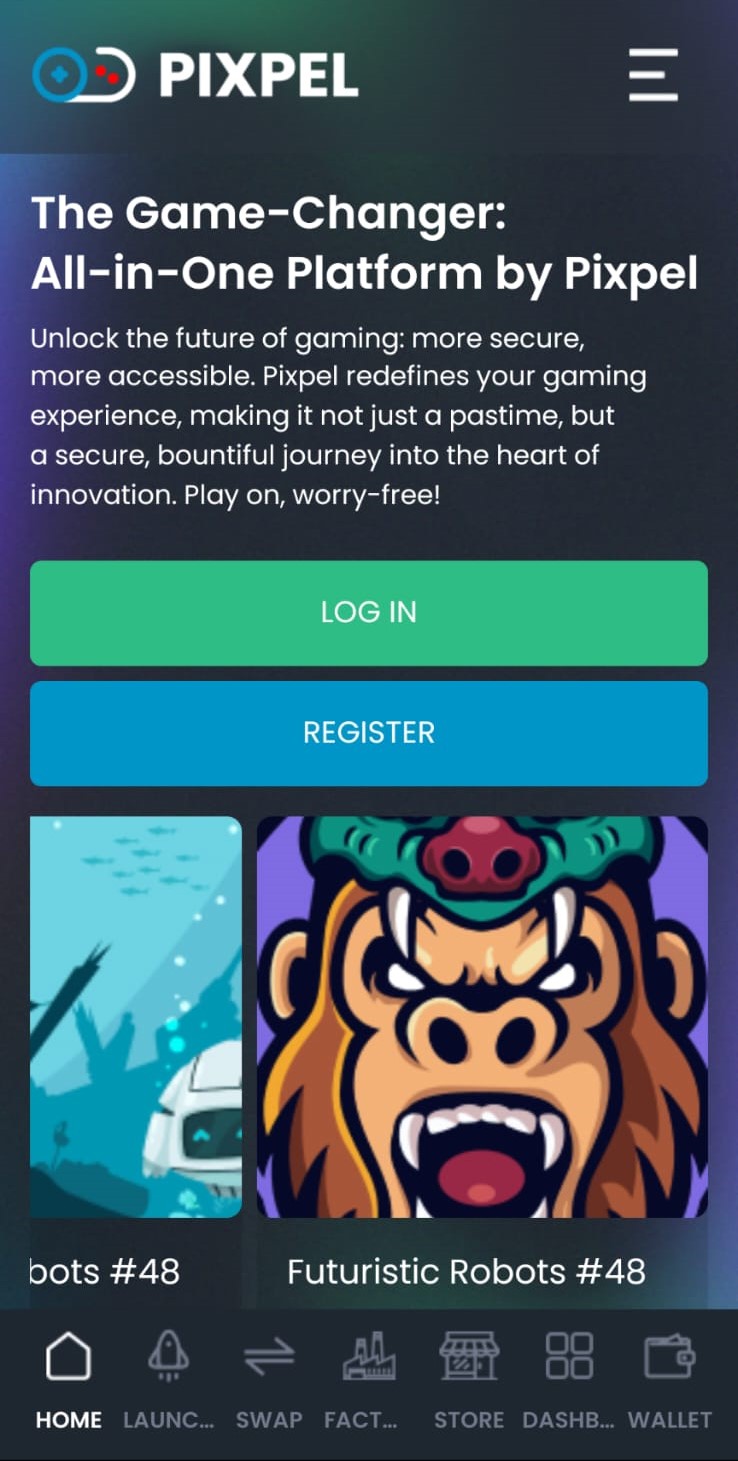 PIXPEL
The Game-Changer:
All-in-One Platform by Pixpel
Unlock the future of gaming: more secure,
more accessible. Pixpel redefines your gaming
experience, making it not just a pastime, but
a secure, bountiful journey into the heart of
innovation. Play on, worry-free!
LOG IN
REGISTER
bots #48
Futuristic Robots #48
HOME LAUNC... SWAP FACT... STORE DASHB... WALLET